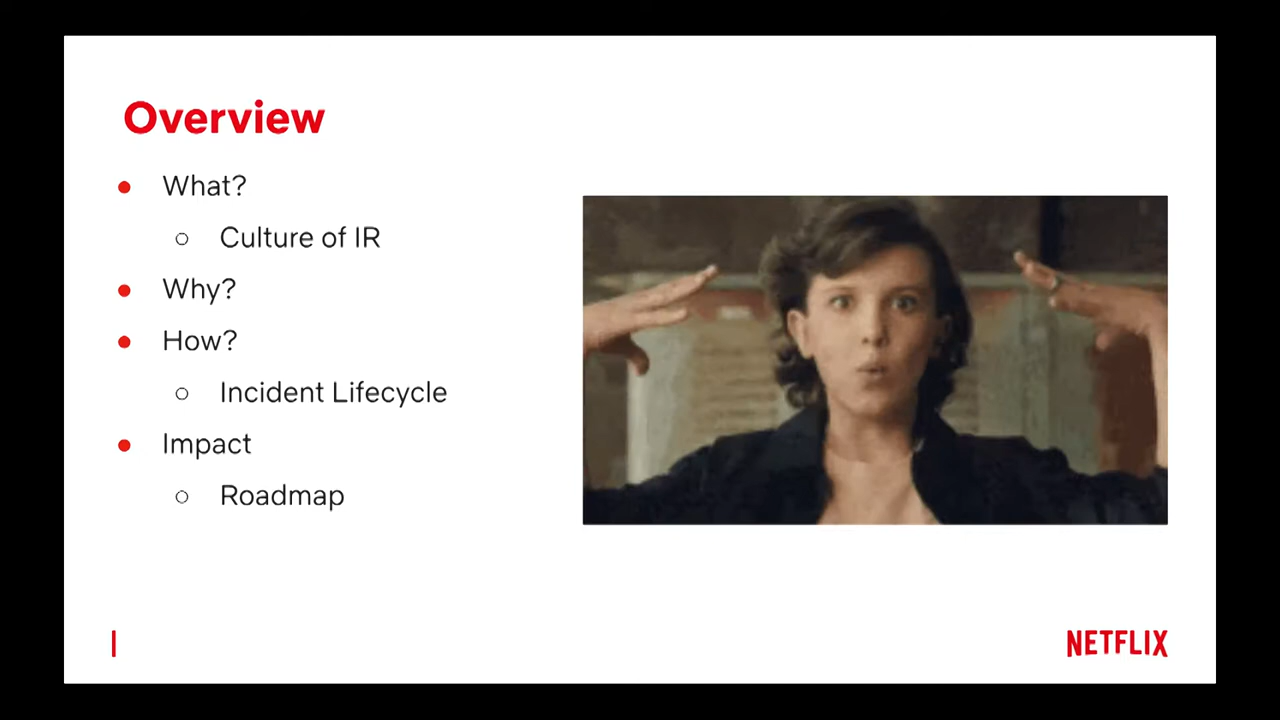 Overview
What?
Culture of IR
Why?
How?
Incident Lifecycle
Impact
Roadmap
NETFLIX